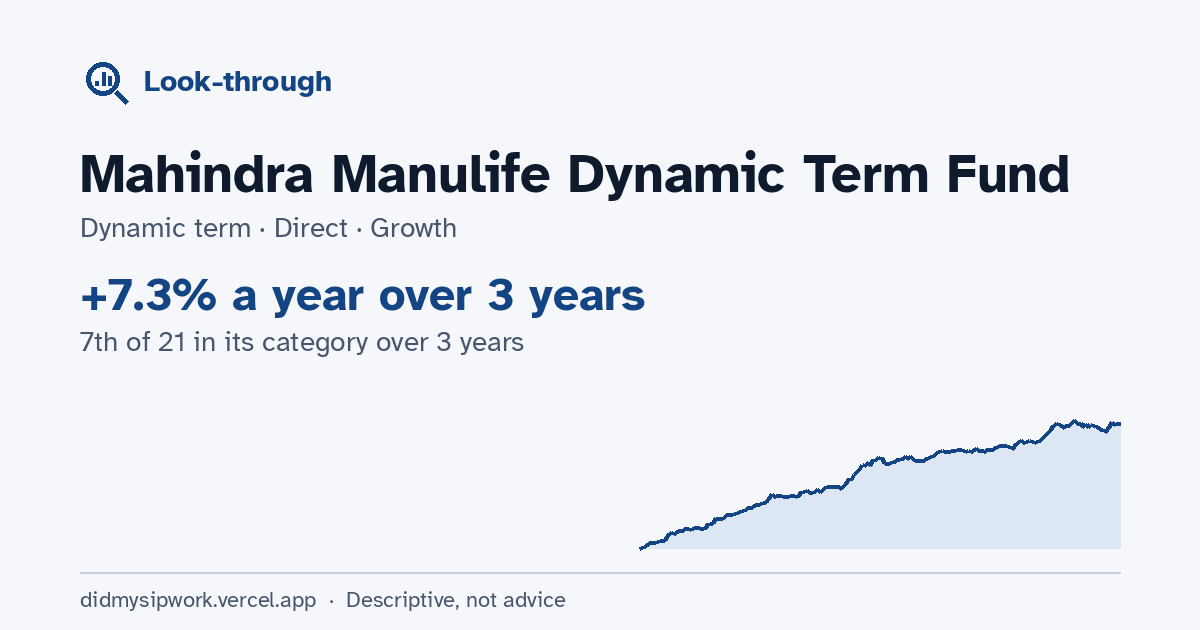 Look-through
Mahindra Manulife Dynamic Term Fund
Dynamic term · Direct · Growth
+7.3% a year over 3 years
7th of 21 in its category over 3 years
didmysipwork.vercel.app · Descriptive, not advice